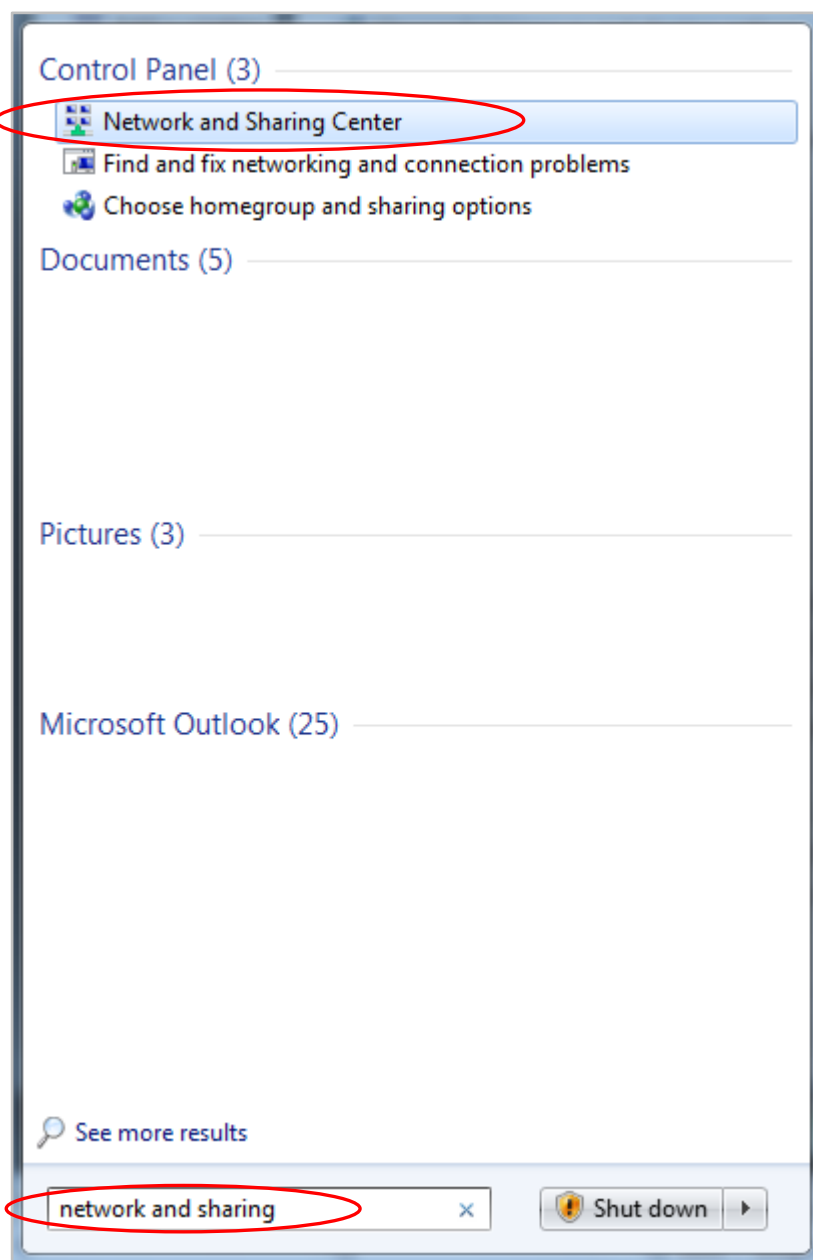 Control Panel (3)
Network and Sharing Center
Find and fix networking and connection problems
Choose homegroup and sharing options
Documents (5)
Pictures (3)
Microsoft Outlook (25)
See more results
network and sharing
Shut down